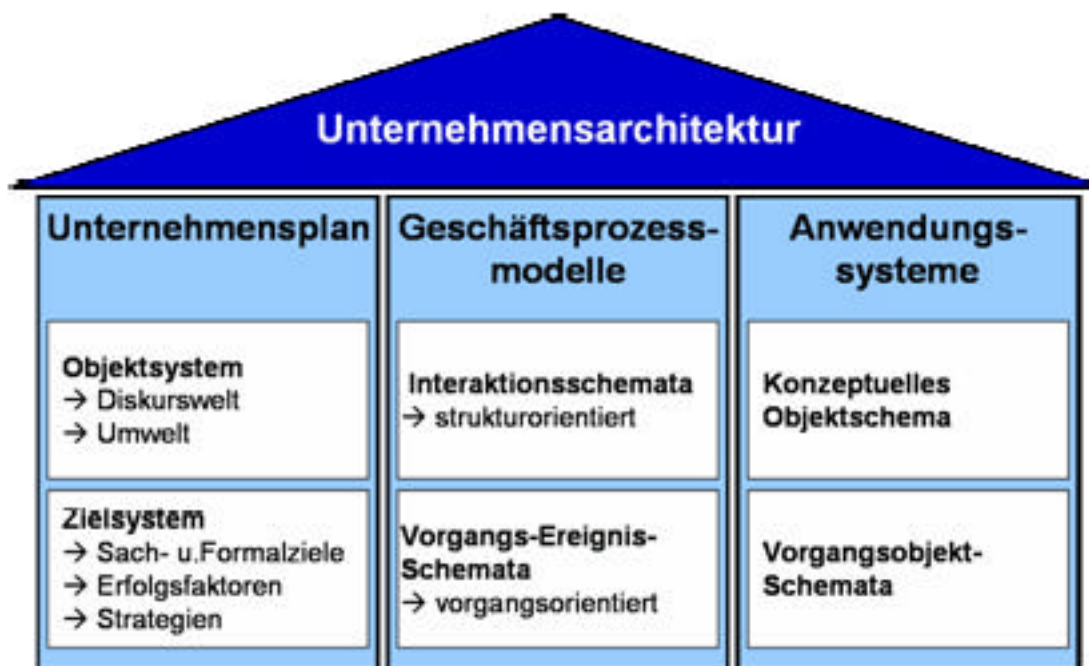 Unternehmensarchitektur
Unternehmensplan
Objektsystem
→ Diskurswelt
→ Umwelt
Zielsystem
→ Sach- u.Formalziele
→ Erfolgsfaktoren
→ Strategien
Geschäftsprozess-
modelle
Interaktionsschemata
→ strukturorientiert
Vorgangs-Ereignis-
Schemata
→ vorgangsorientiert
Anwendungs-
systeme
Konzeptuelles
Objektschema
Vorgangsobjekt-
Schemata